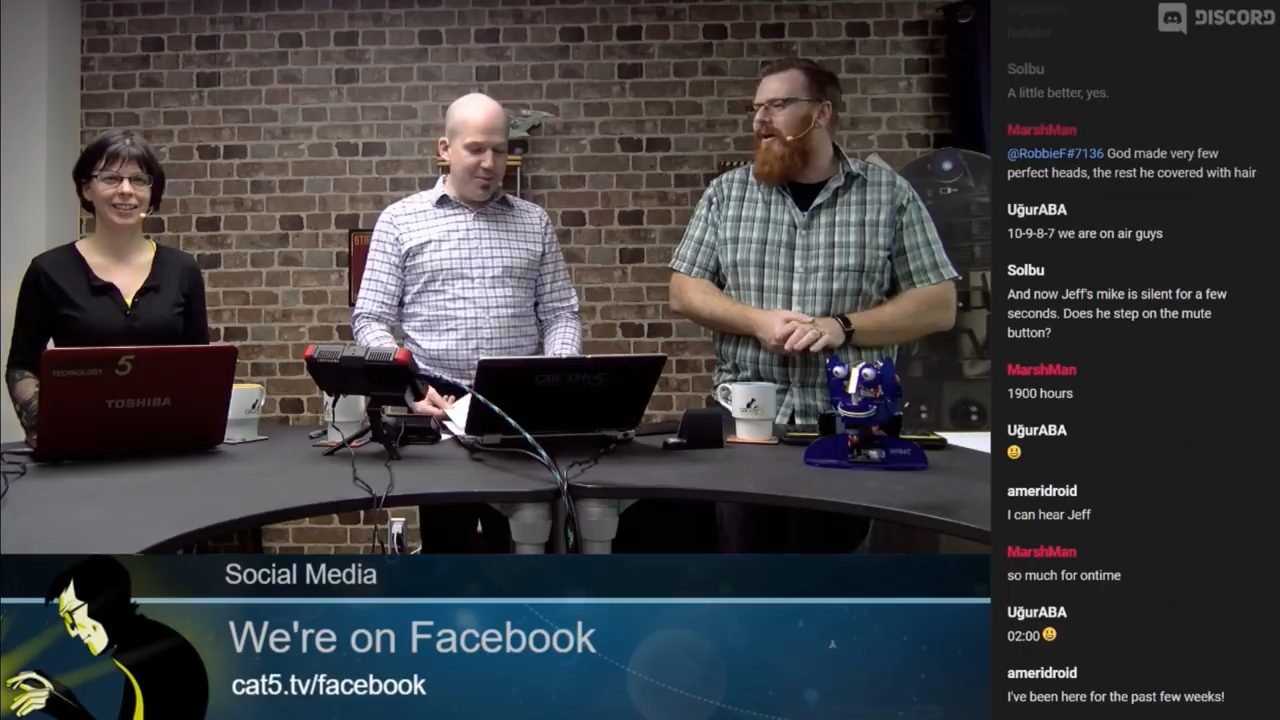 DISCORD
Solbu
A little better, yes.
MarshMan
@RobbieF#7136 God made very few
perfect heads, the rest he covered with hair
UğurABA
10-9-8-7 we are on air guys
Solbu
And now Jeff's mike is silent for a few
seconds. Does he step on the mute
button?
MarshMan
1900 hours
UğurABA
ameridroid
I can hear Jeff
MarshMan
so much for ontime
UğurABA
02:00
ameridroid
I've been here for the past few weeks!
TECHNOLOGY 5
TOSHIBA
CATEGORY5
Social Media
We're on Facebook
cat5.tv/facebook